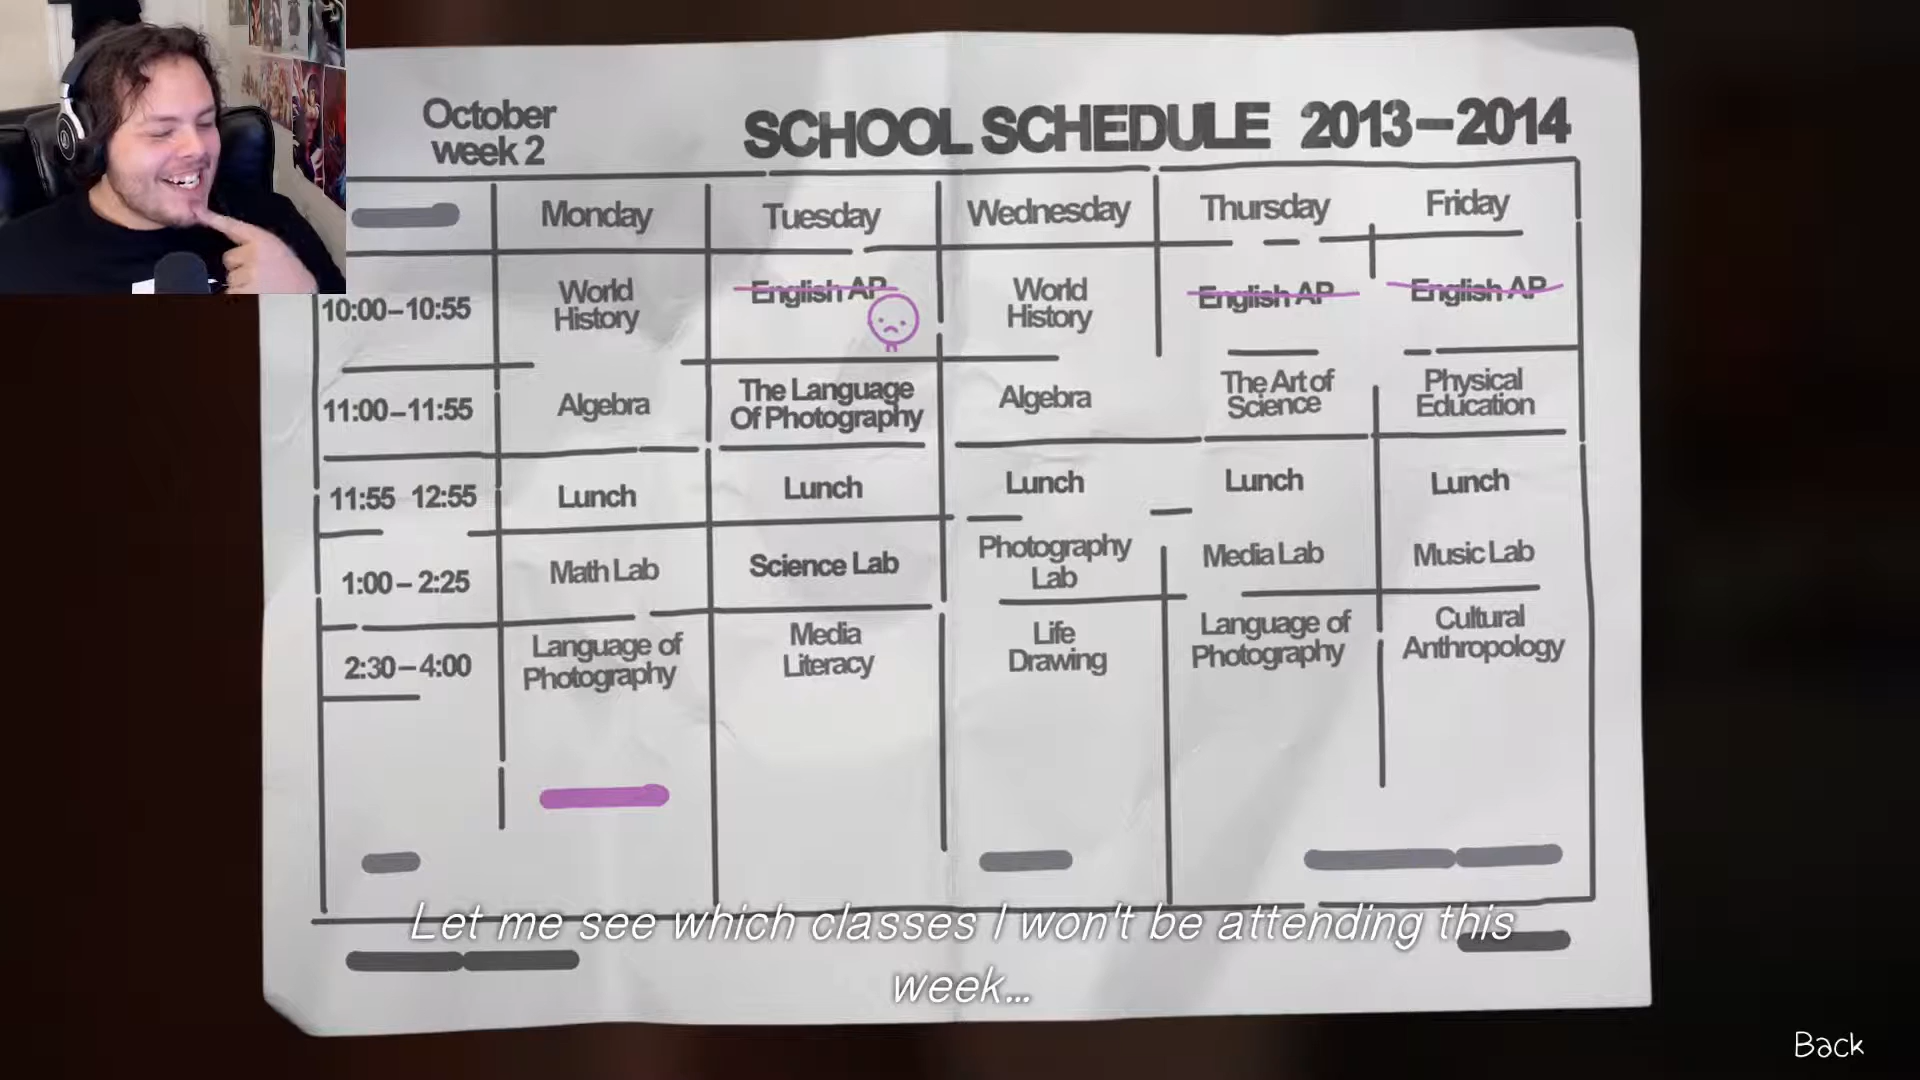 October
week 2
SCHOOL SCHEDULE 2013-2014
Monday
Tuesday
Wednesday
Thursday
Friday
10:00-10:55
World
History
English AP
World
History
English AP
English AP
11:00-11:55
Algebra
The Language
Of Photography
Algebra
The Art of
Science
Physical
Education
11:55 12:55
Lunch
Lunch
Lunch
Lunch
Lunch
1:00-2:25
Math Lab
Science Lab
Photography
Lab
Media Lab
Music Lab
2:30-4:00
Language of
Photography
Media
Literacy
Life
Drawing
Language of
Photography
Cultural
Anthropology
Let me see which classes I won't be attending this
week...
Back